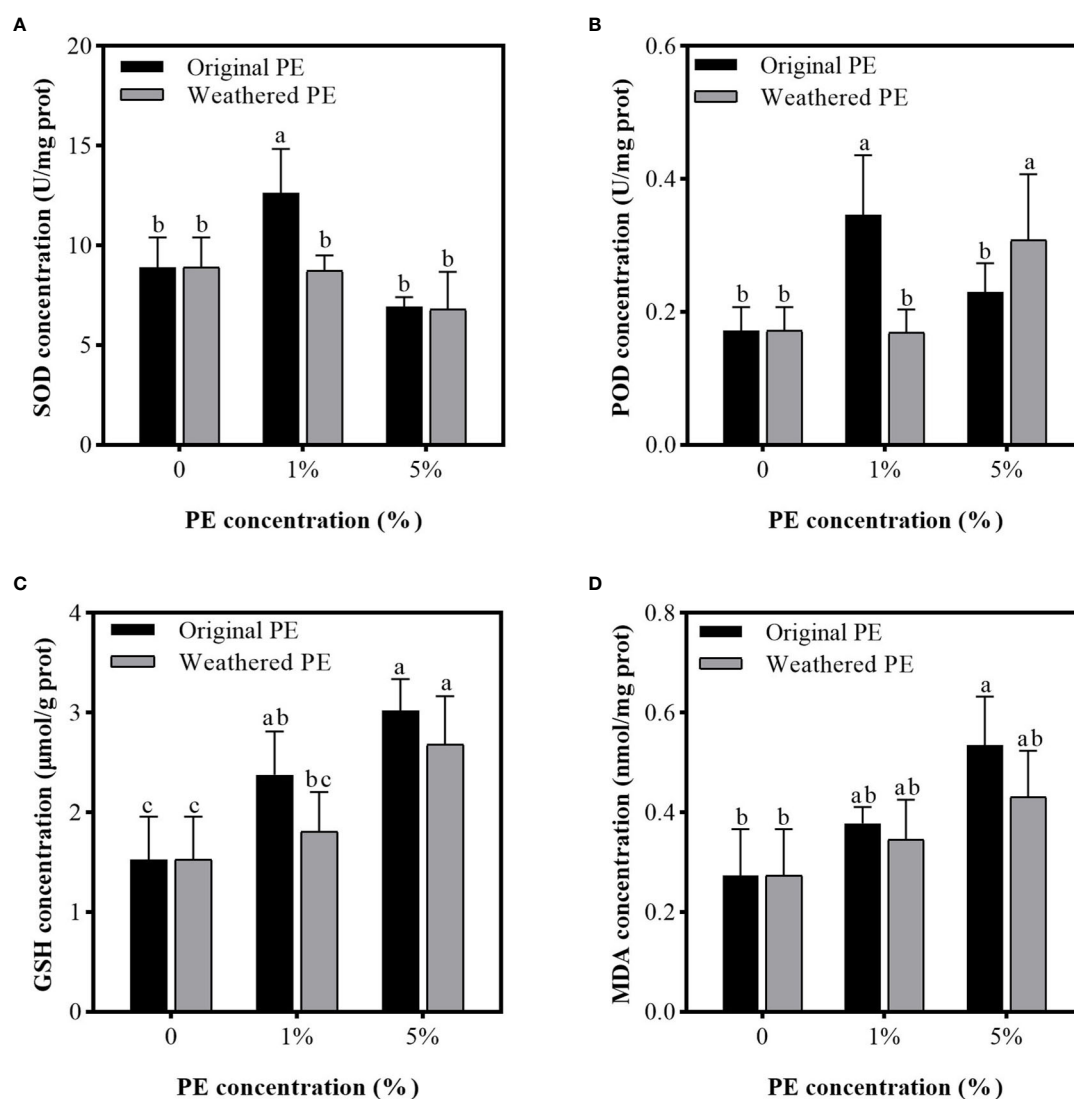 A
SOD concentration (U/mg prot)
20
15
10
5
0
Original PE
Weathered PE
b
b
a
b
b
b
0
1%
5%
PE concentration (%)
B
POD concentration (U/mg prot)
0.6
0.4
0.2
0.0
Original PE
Weathered PE
b
b
a
b
b
a
0
1%
5%
PE concentration (%)
C
GSH concentration (μmol/g prot)
4
3
2
1
0
Original PE
Weathered PE
c
c
ab
bc
a
a
0
1%
5%
PE concentration (%)
D
MDA concentration (nmol/mg prot)
0.8
0.6
0.4
0.2
0.0
Original PE
Weathered PE
b
b
ab
ab
a
ab
0
1%
5%
PE concentration (%)